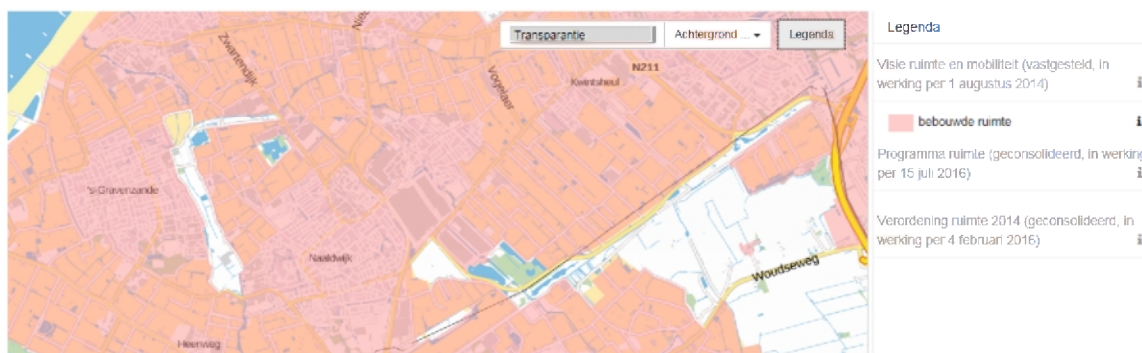 Transparantie
Achtergrond ...
Legenda
Zwartendijk
Vogelaer
N211
Kwintsheul
's-Gravenzande
Naaldwijk
Woudseweg
Heenweg
Legenda
Visie ruimte en mobiliteit (vastgesteld, in
werking per 1 augustus 2014)
i
bebouwde ruimte
i
Programma ruimte (geconsolideerd, in werking
per 15 juli 2016)
i
Verordening ruimte 2014 (geconsolideerd, in
werking per 4 februari 2016)
i